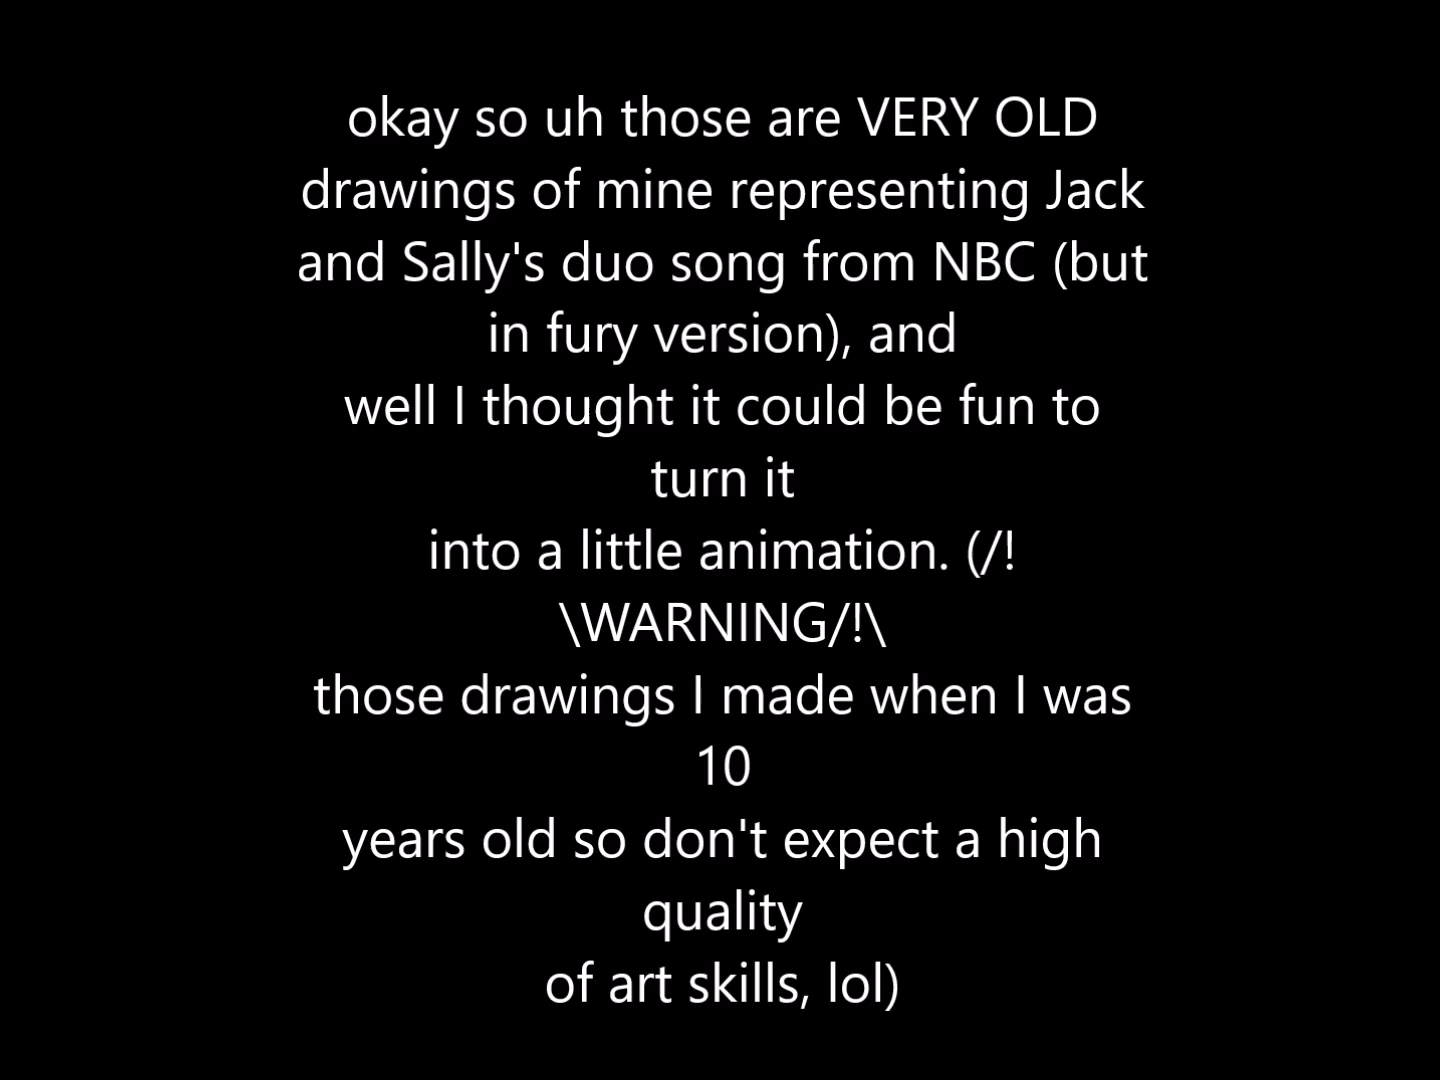 okay so uh those are VERY OLD
drawings of mine representing Jack
and Sally's duo song from NBC (but
in fury version), and
well I thought it could be fun to
turn it
into a little animation. (/!
\WARNING/!\
those drawings I made when I was
10
years old so don't expect a high
quality
of art skills, lol)